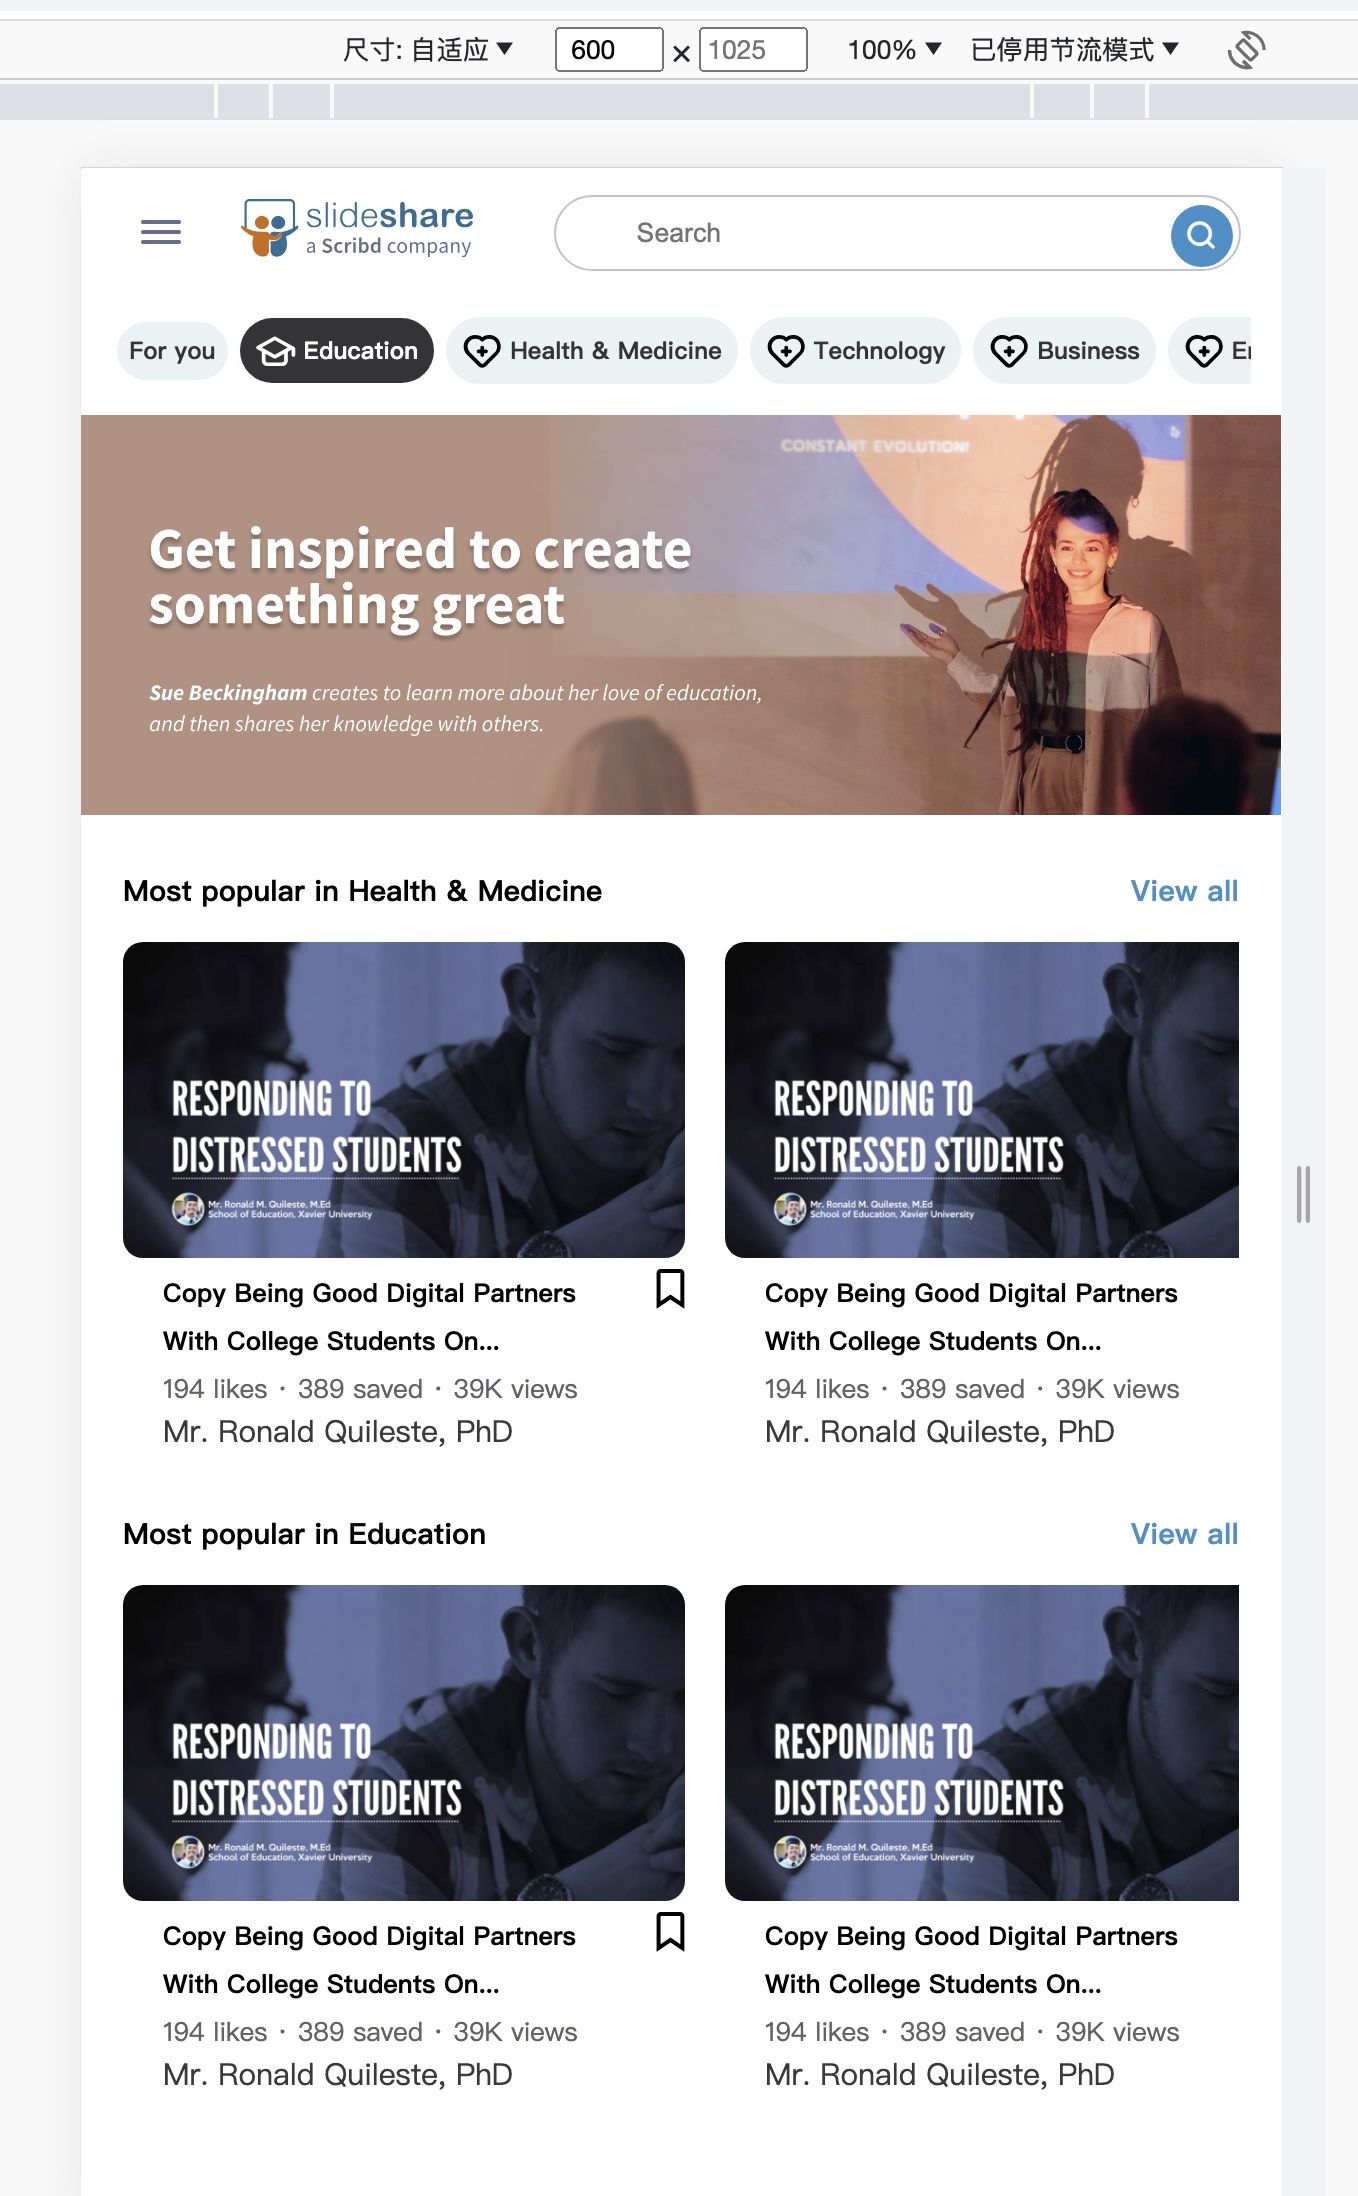 尺寸: 自适应 600 × 1025 100% 已停用节流模式
slideshare
a Scribd company
Search
For you Education Health & Medicine Technology Business
CONSTANT EVOLUTION!
Get inspired to create
something great
Sue Beckingham creates to learn more about her love of education,
and then shares her knowledge with others.
Most popular in Health & Medicine View all
RESPONDING TO
DISTRESSED STUDENTS
Mr. Ronald M. Quileste, M.Ed
School of Education, Xavier University
Copy Being Good Digital Partners
With College Students On...
194 likes · 389 saved · 39K views
Mr. Ronald Quileste, PhD
RESPONDING TO
DISTRESSED STUDENTS
Mr. Ronald M. Quileste, M.Ed
School of Education, Xavier University
Copy Being Good Digital Partners
With College Students On...
194 likes · 389 saved · 39K views
Mr. Ronald Quileste, PhD
Most popular in Education View all
RESPONDING TO
DISTRESSED STUDENTS
Mr. Ronald M. Quileste, M.Ed
School of Education, Xavier University
Copy Being Good Digital Partners
With College Students On...
194 likes · 389 saved · 39K views
Mr. Ronald Quileste, PhD
RESPONDING TO
DISTRESSED STUDENTS
Mr. Ronald M. Quileste, M.Ed
School of Education, Xavier University
Copy Being Good Digital Partners
With College Students On...
194 likes · 389 saved · 39K views
Mr. Ronald Quileste, PhD